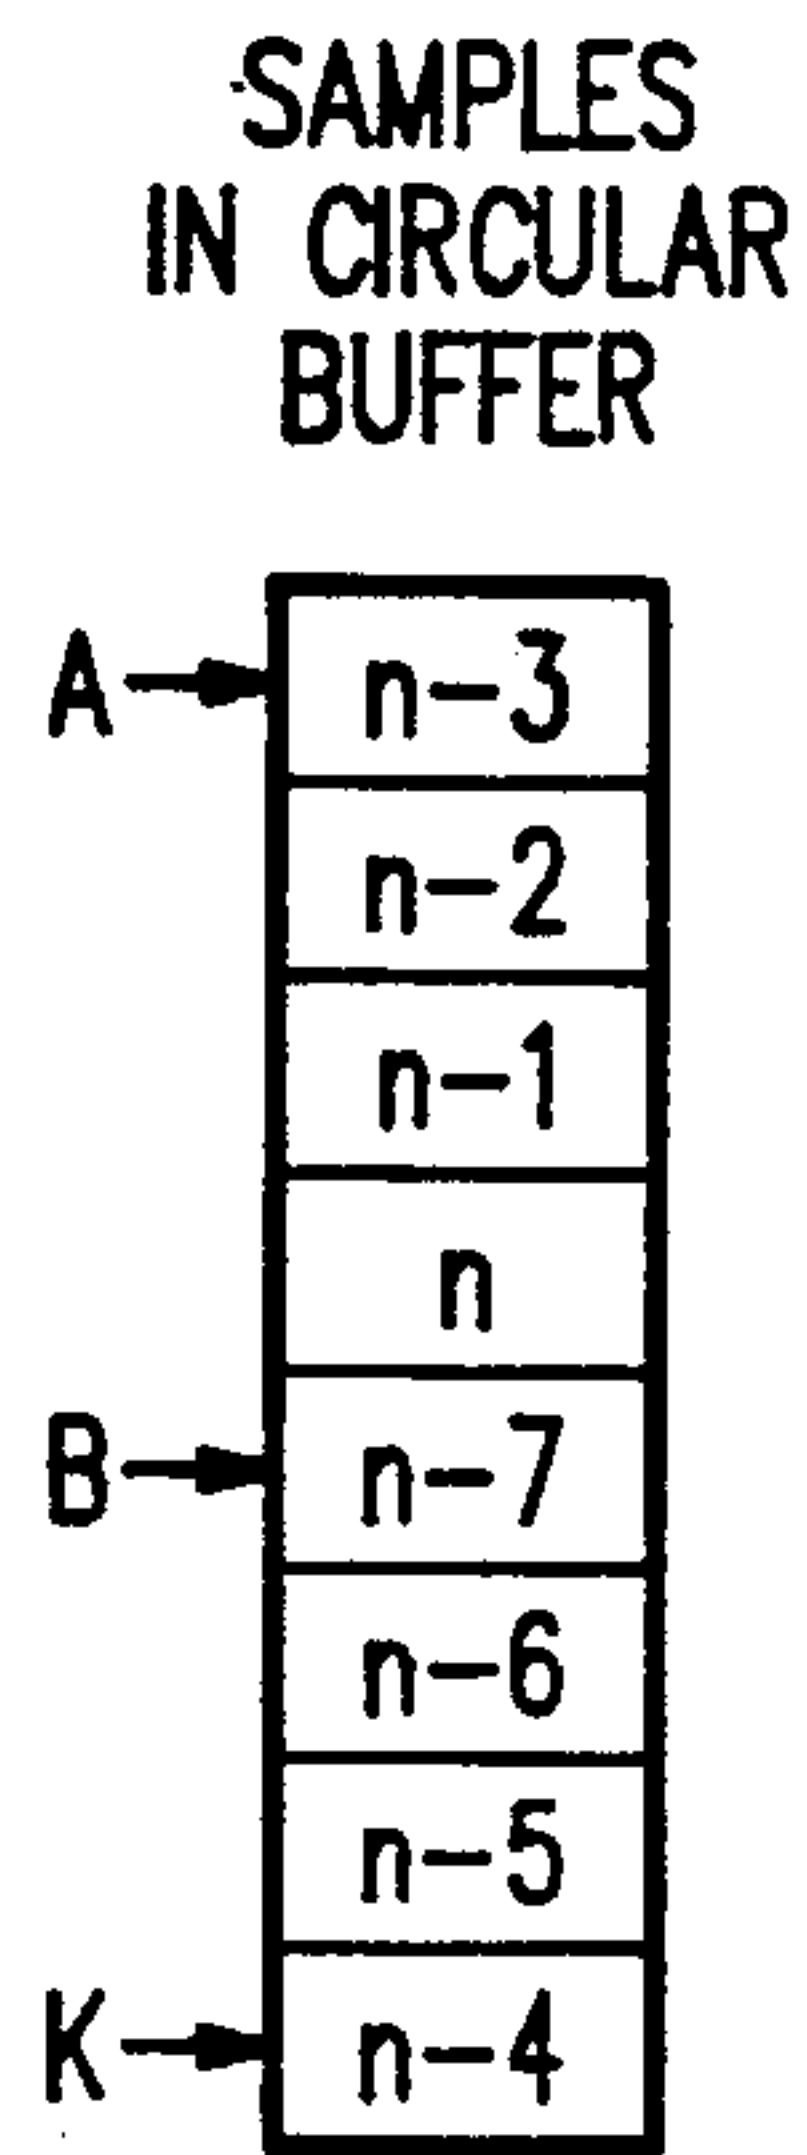 SAMPLES
IN CIRCULAR
BUFFER
A n-3
n-2
n-1
n
B n-7
n-6
n-5
K n-4